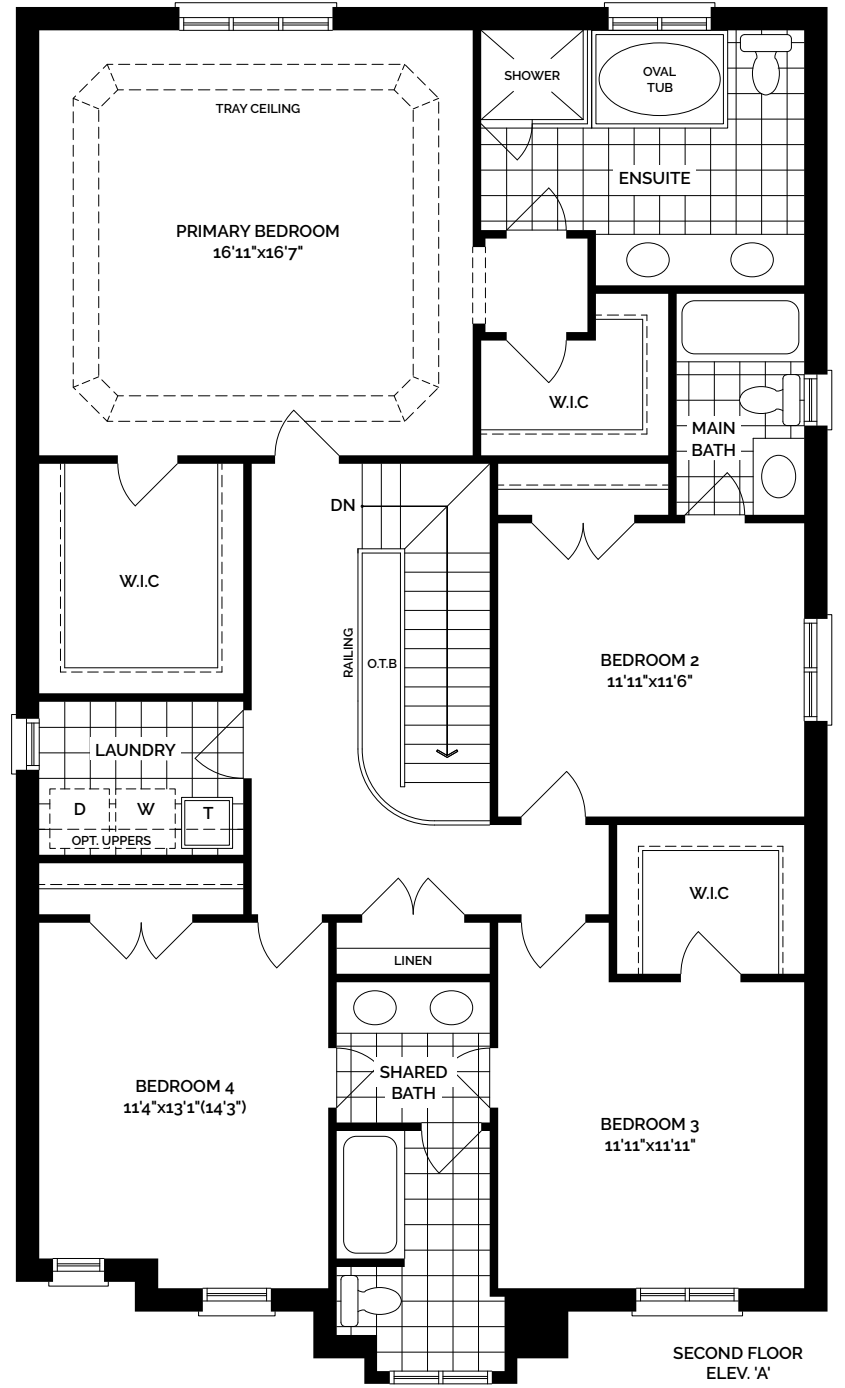 SHOWER
OVAL
TUB
TRAY CEILING
ENSUITE
PRIMARY BEDROOM
16'11"x16'7"
W.I.C
MAIN
BATH
DN
W.I.C
RAILING
O.T.B
BEDROOM 2
11'11"x11'6"
LAUNDRY
D
W
T
OPT. UPPERS
W.I.C
LINEN
SHARED
BATH
BEDROOM 4
11'4"x13'1"(14'3")
BEDROOM 3
11'11"x11'11"
SECOND FLOOR
ELEV. 'A'